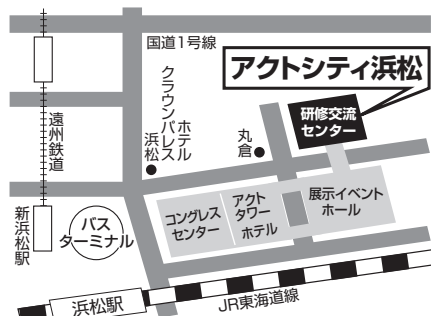 国道1号線
アクトシティ浜松
研修交流
センター
クラウンパレス
ホテル
浜松
丸倉
遠州鉄道
新浜松駅
バス
ターミナル
コングレス
センター
アクト
タワー
ホテル
展示イベント
ホール
浜松駅
JR東海道線